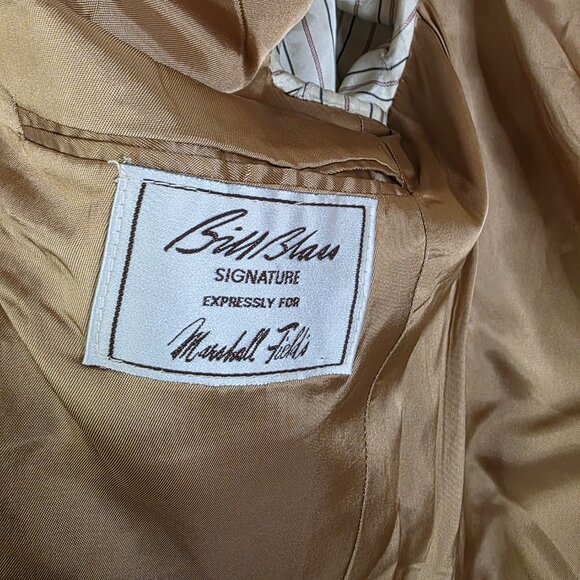 Bill Blass
SIGNATURE
EXPRESSLY FOR
Marshall Field's